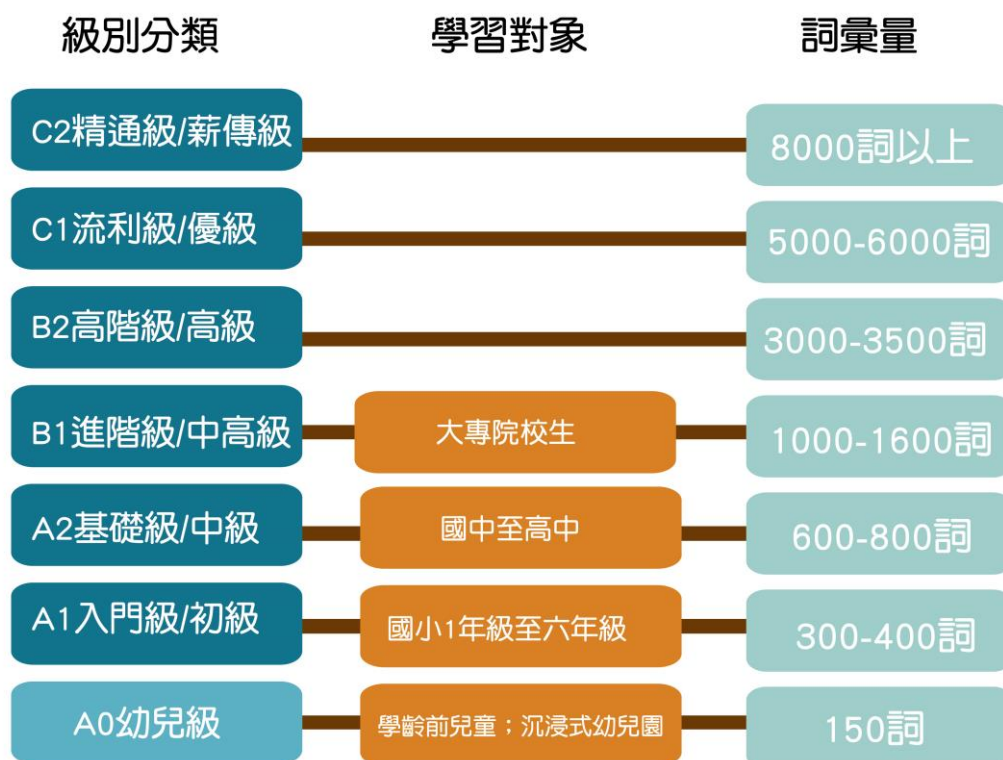 級別分類 學習對象 詞彙量
C2精通級/薪傳級 8000詞以上
C1流利級/優級 5000-6000詞
B2高階級/高級 3000-3500詞
B1進階級/中高級 大專院校生 1000-1600詞
A2基礎級/中級 國中至高中 600-800詞
A1入門級/初級 國小1年級至六年級 300-400詞
A0幼兒級 學齡前兒童；沉浸式幼兒園 150詞